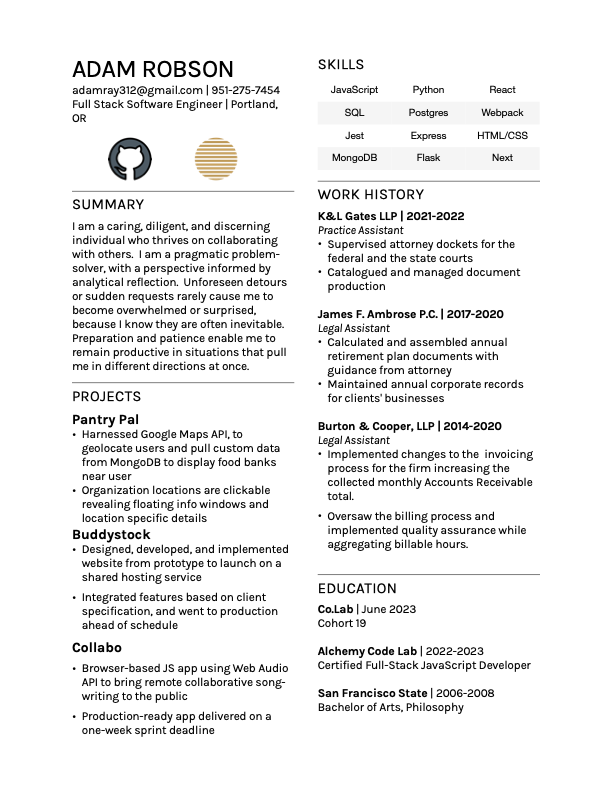 ADAM ROBSON
adamray312@gmail.com | 951-275-7454
Full Stack Software Engineer | Portland,
OR
SUMMARY
I am a caring, diligent, and discerning
individual who thrives on collaborating
with others.  I am a pragmatic problem-
solver, with a perspective informed by
analytical reflection.  Unforeseen detours
or sudden requests rarely cause me to
become overwhelmed or surprised,
because I know they are often inevitable.
Preparation and patience enable me to
remain productive in situations that pull
me in different directions at once.
PROJECTS
Pantry Pal
• Harnessed Google Maps API, to
geolocate users and pull custom data
from MongoDB to display food banks
near user
• Organization locations are clickable
revealing floating info windows and
location specific details
Buddystock
• Designed, developed, and implemented
website from prototype to launch on a
shared hosting service
• Integrated features based on client
specification, and went to production
ahead of schedule
Collabo
• Browser-based JS app using Web Audio
API to bring remote collaborative song-
writing to the public
• Production-ready app delivered on a
one-week sprint deadline
SKILLS
JavaScript Python React
SQL Postgres Webpack
Jest Express HTML/CSS
MongoDB Flask Next
WORK HISTORY
K&L Gates LLP | 2021-2022
Practice Assistant
• Supervised attorney dockets for the
federal and the state courts
• Catalogued and managed document
production
James F. Ambrose P.C. | 2017-2020
Legal Assistant
• Calculated and assembled annual
retirement plan documents with
guidance from attorney
• Maintained annual corporate records
for clients' businesses
Burton & Cooper, LLP | 2014-2020
Legal Assistant
• Implemented changes to the  invoicing
process for the firm increasing the
collected monthly Accounts Receivable
total.
• Oversaw the billing process and
implemented quality assurance while
aggregating billable hours.
EDUCATION
Co.Lab | June 2023
Cohort 19
Alchemy Code Lab | 2022-2023
Certified Full-Stack JavaScript Developer
San Francisco State | 2006-2008
Bachelor of Arts, Philosophy